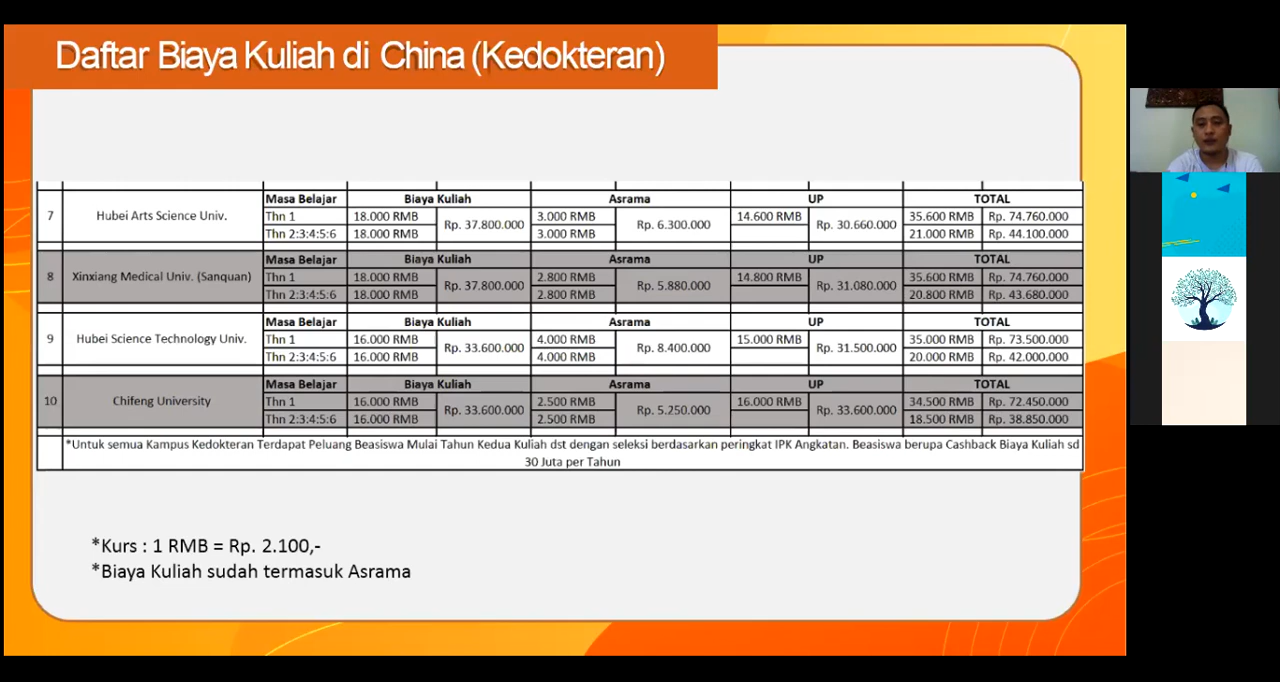 Daftar Biaya Kuliah di China (Kedokteran)
7 Hubei Arts Science Univ. Masa Belajar Biaya Kuliah Asrama UP TOTAL
Thn 1 18.000 RMB Rp. 37.800.000 3.000 RMB Rp. 6.300.000 14.600 RMB Rp. 30.660.000 35.600 RMB Rp. 74.760.000
Thn 2:3:4:5:6 18.000 RMB 3.000 RMB 21.000 RMB Rp. 44.100.000
8 Xinxiang Medical Univ. (Sanquan) Masa Belajar Biaya Kuliah Asrama UP TOTAL
Thn 1 18.000 RMB Rp. 37.800.000 2.800 RMB Rp. 5.880.000 14.800 RMB Rp. 31.080.000 35.600 RMB Rp. 74.760.000
Thn 2:3:4:5:6 18.000 RMB 2.800 RMB 20.800 RMB Rp. 43.680.000
9 Hubei Science Technology Univ. Masa Belajar Biaya Kuliah Asrama UP TOTAL
Thn 1 16.000 RMB Rp. 33.600.000 4.000 RMB Rp. 8.400.000 15.000 RMB Rp. 31.500.000 35.000 RMB Rp. 73.500.000
Thn 2:3:4:5:6 16.000 RMB 4.000 RMB 20.000 RMB Rp. 42.000.000
10 Chifeng University Masa Belajar Biaya Kuliah Asrama UP TOTAL
Thn 1 16.000 RMB Rp. 33.600.000 2.500 RMB Rp. 5.250.000 16.000 RMB Rp. 33.600.000 34.500 RMB Rp. 72.450.000
Thn 2:3:4:5:6 16.000 RMB 2.500 RMB 18.500 RMB Rp. 38.850.000
*Untuk semua Kampus Kedokteran Terdapat Peluang Beasiswa Mulai Tahun Kedua Kuliah dst dengan seleksi berdasarkan peringkat IPK Angkatan. Beasiswa berupa Cashback Biaya Kuliah sd
30 Juta per Tahun
*Kurs : 1 RMB = Rp. 2.100,-
*Biaya Kuliah sudah termasuk Asrama